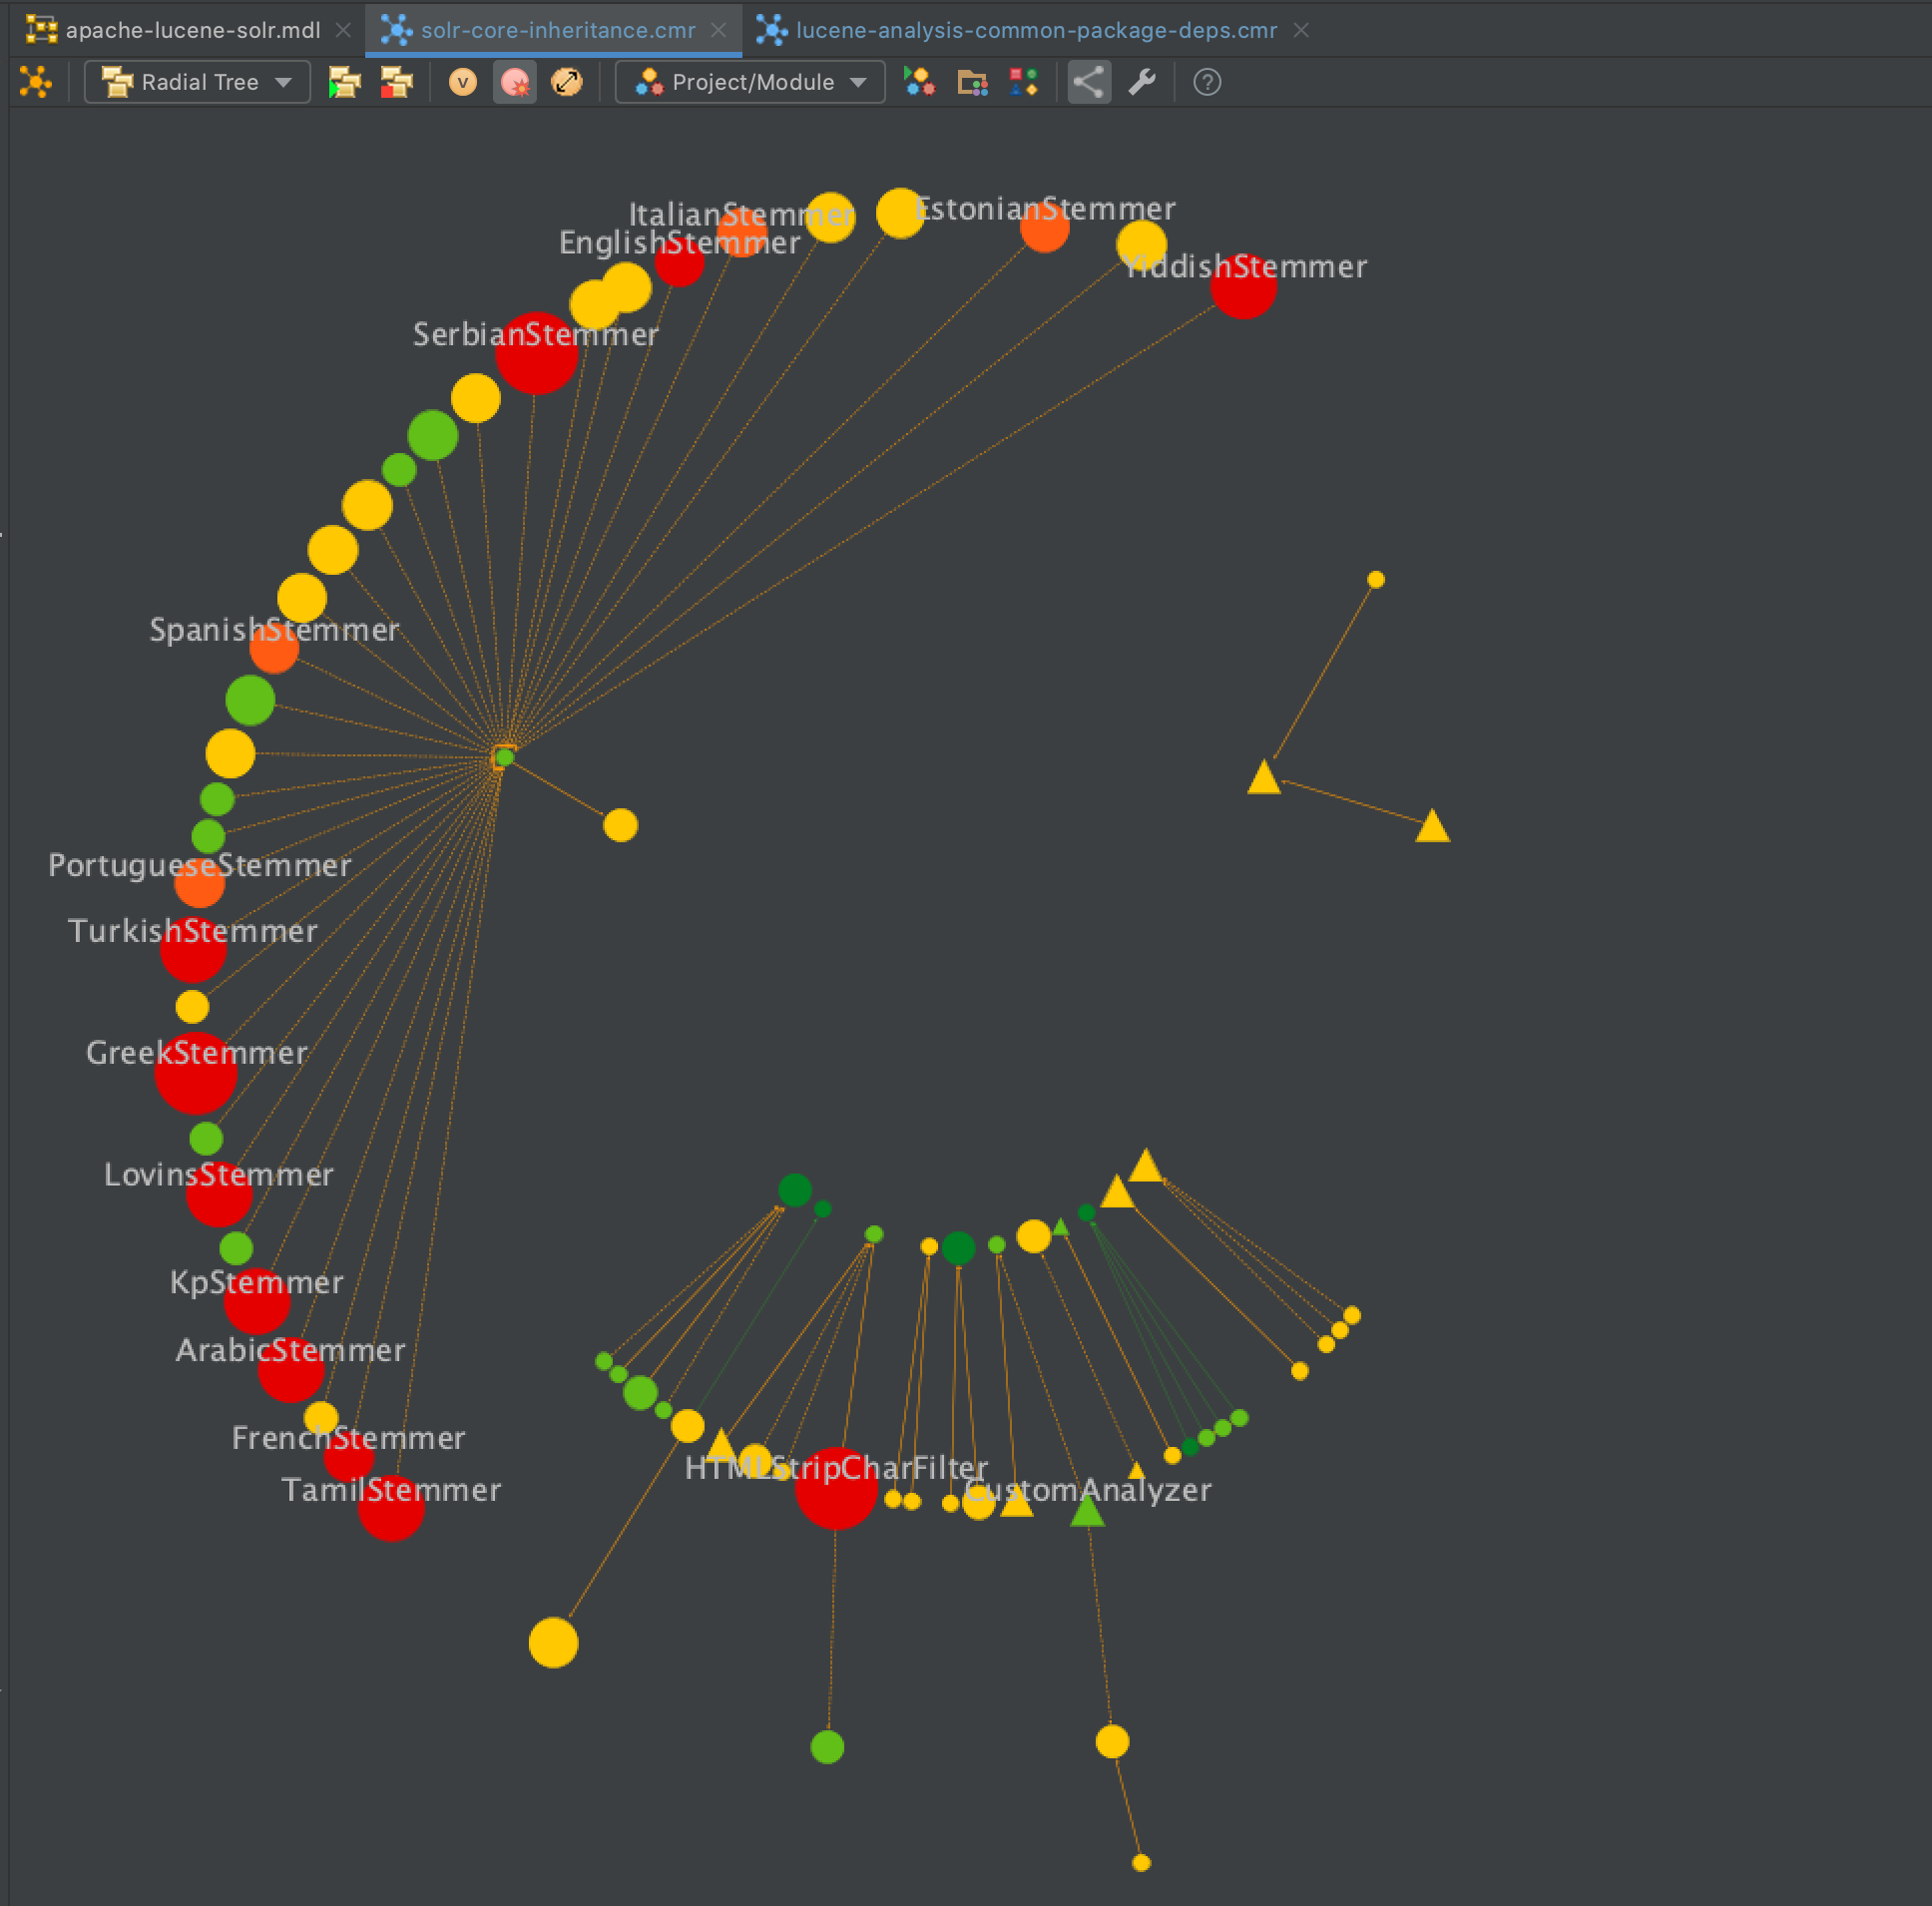 apache-lucene-solr.mdl
solr-core-inheritance.cmr
lucene-analysis-common-package-deps.cmr
Radial Tree
V
Project/Module
?
EstonianStemmer
ItalianStemmer
EnglishStemmer
YiddishStemmer
SerbianStemmer
SpanishStemmer
PortugueseStemmer
TurkishStemmer
GreekStemmer
LovinsStemmer
KpStemmer
ArabicStemmer
FrenchStemmer
HTMLStripCharFilter
TamilStemmer
CustomAnalyzer